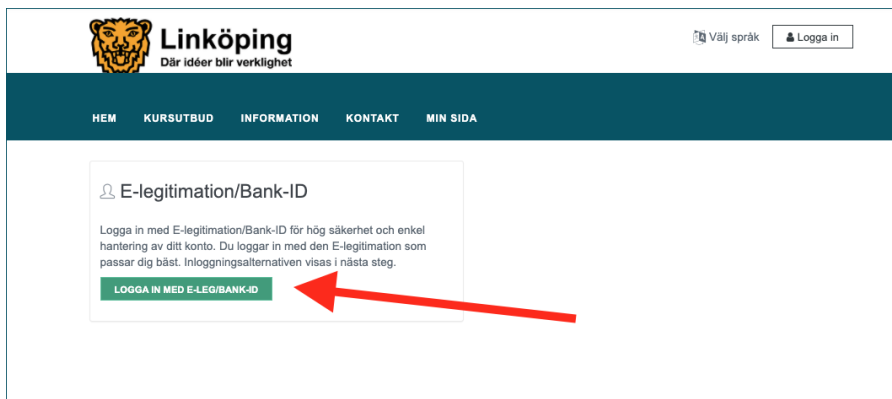 Linköping
Där idéer blir verklighet
Välj språk
Logga in
HEM KURSUTBUD INFORMATION KONTAKT MIN SIDA
E-legitimation/Bank-ID
Logga in med E-legitimation/Bank-ID för hög säkerhet och enkel
hantering av ditt konto. Du loggar in med den E-legitimation som
passar dig bäst. Inloggningsalternativen visas i nästa steg.
LOGGA IN MED E-LEG/BANK-ID